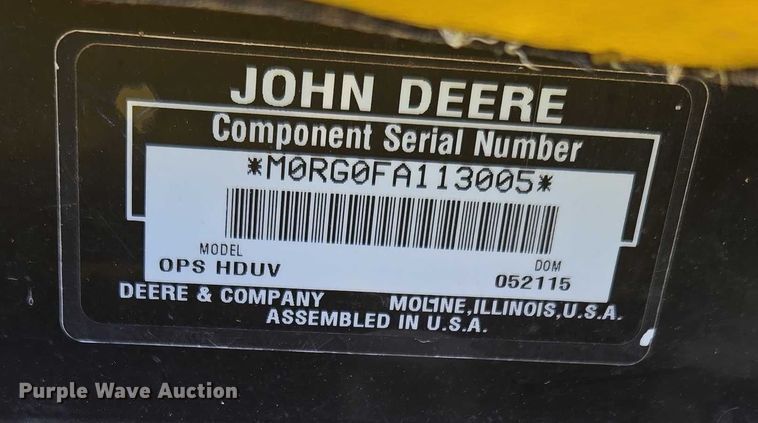 JOHN DEERE
Component Serial Number
*M0RG0FA113005*
MODEL
OPS HDUV
DOM
052115
DEERE & COMPANY MOLINE, ILLINOIS, U.S.A.
ASSEMBLED IN U.S.A.
Purple Wave Auction